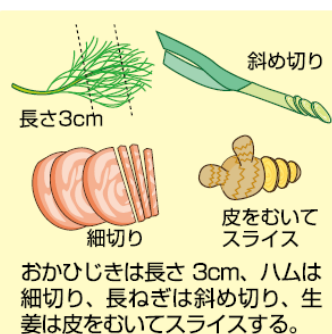 斜め切り
長さ3cm
細切り
皮をむいて
スライス
おかひじきは長さ 3cm、ハムは
細切り、長ねぎは斜め切り、生
姜は皮をむいてスライスする。